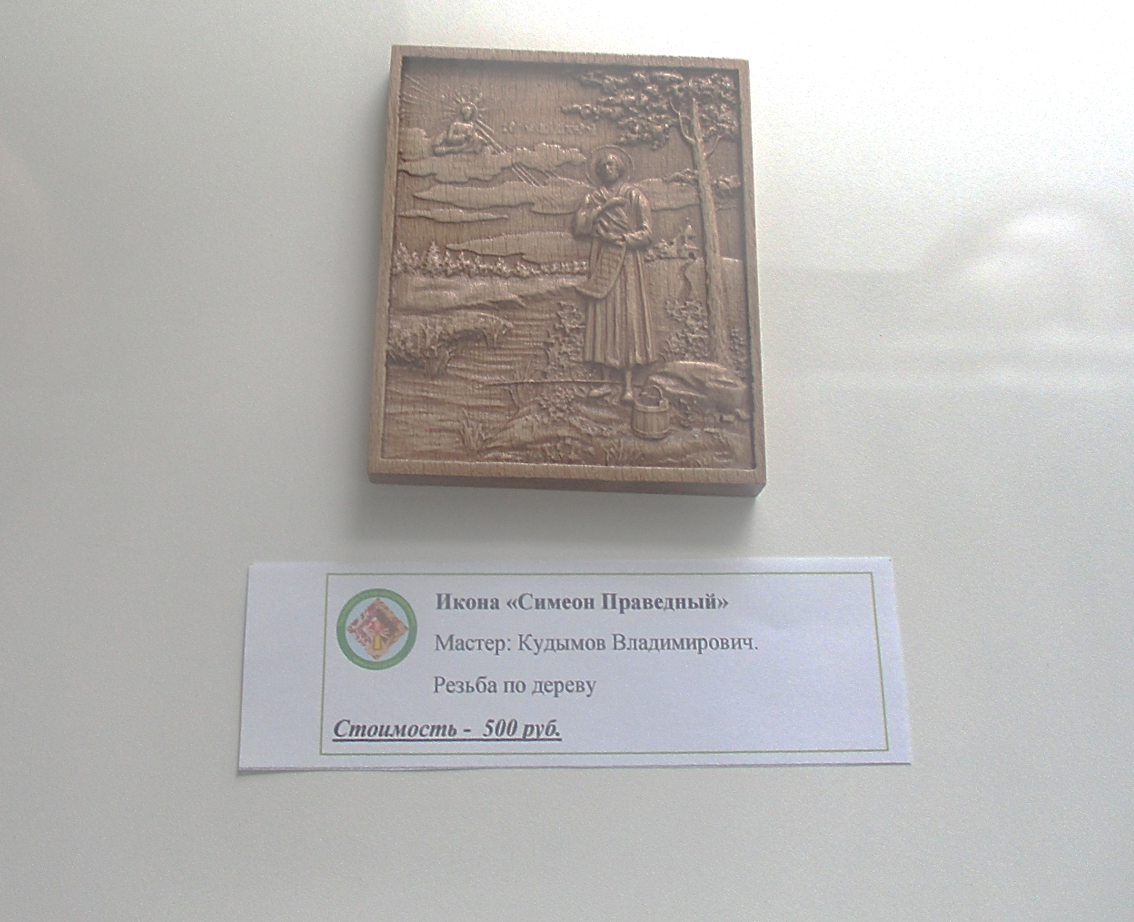 Икона «Симеон Праведный»
Мастер: Кудымов Владимирович.
Резьба по дереву
Стоимость - 500 руб.